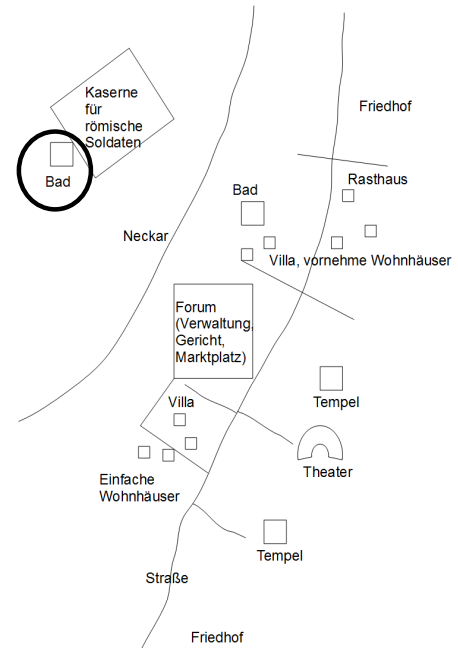 Kaserne
für
römische
Soldaten
Bad
Friedhof
Rasthaus
Bad
Neckar
Villa, vornehme Wohnhäuser
Forum
(Verwaltung,
Gericht,
Marktplatz)
Tempel
Villa
Theater
Einfache
Wohnhäuser
Tempel
Straße
Friedhof